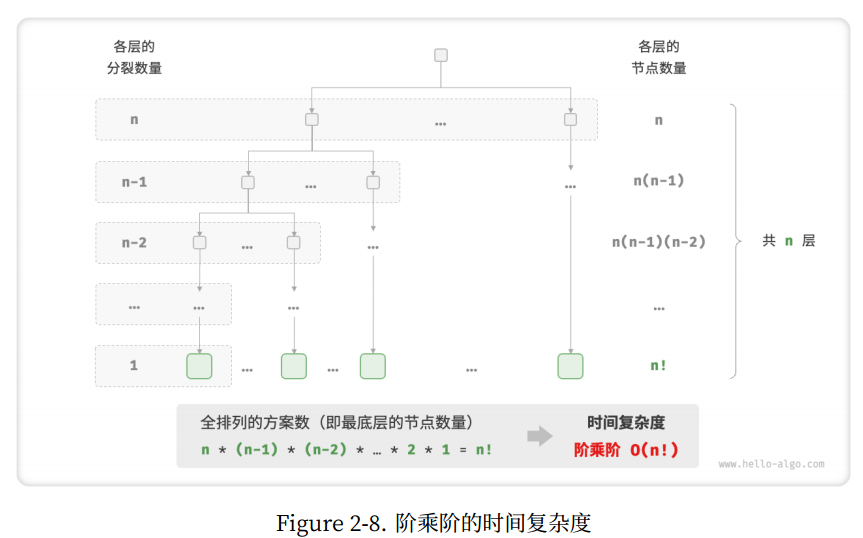 各层的
分裂数量
各层的
节点数量
n
…
n
n-1
…
…
n(n-1)
n-2
…
…
n(n-1)(n-2)
共 n 层
…
…
…
…
1
…
…
…
n!
全排列的方案数（即最底层的节点数量）
n * (n-1) * (n-2) * … * 2 * 1 = n!
时间复杂度
阶乘阶 O(n!)
www.hello-algo.com
Figure 2-8. 阶乘阶的时间复杂度